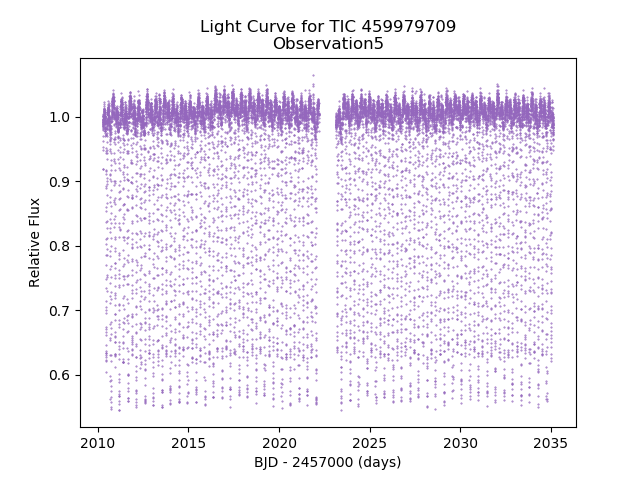 Light Curve for TIC 459979709
Observation5
Relative Flux
1.0
0.9
0.8
0.7
0.6
2010
2015
2020
2025
2030
2035
BJD - 2457000 (days)